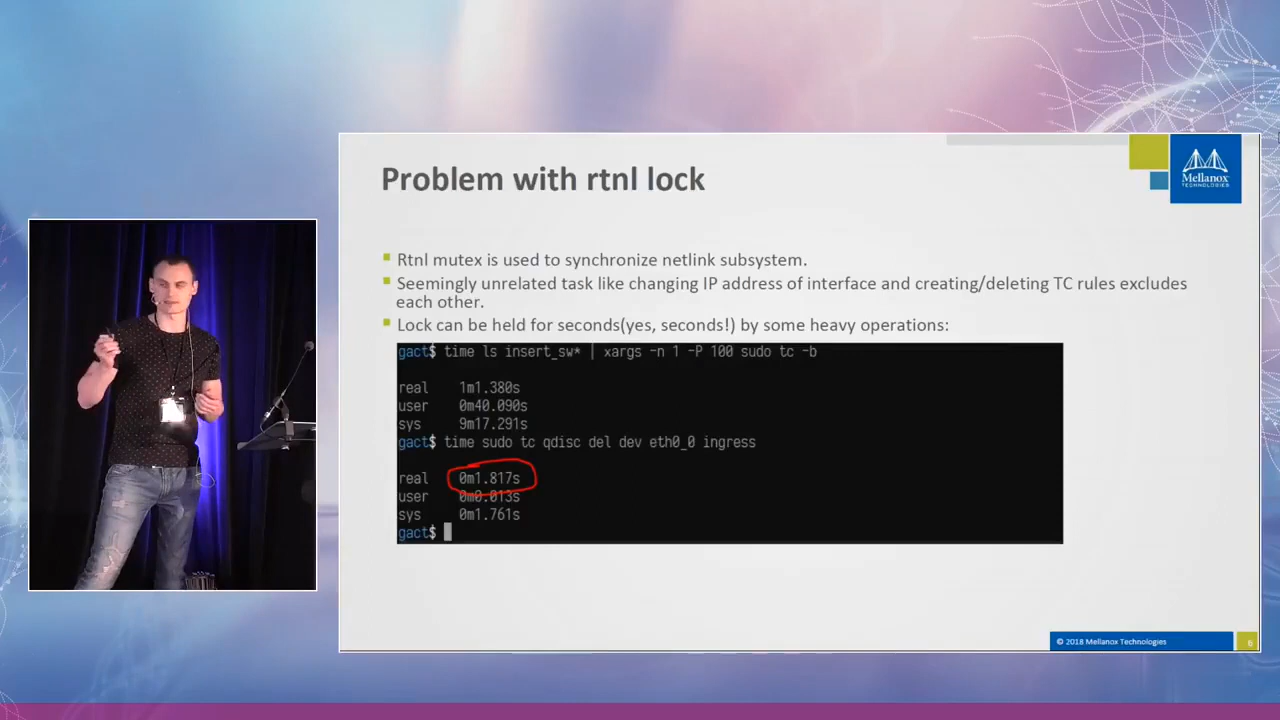 Problem with rtnl lock
Mellanox
TECHNOLOGIES
Rtnl mutex is used to synchronize netlink subsystem.
Seemingly unrelated task like changing IP address of interface and creating/deleting TC rules excludes
each other.
Lock can be held for seconds(yes, seconds!) by some heavy operations:
gact$ time ls insert_sw* | xargs -n 1 -P 100 sudo tc -b
real 1m1.380s
user 0m40.090s
sys 9m17.291s
gact$ time sudo tc qdisc del dev eth0_0 ingress
real 0m1.817s
user 0m0.013s
sys 0m1.761s
gact$
© 2018 Mellanox Technologies
6